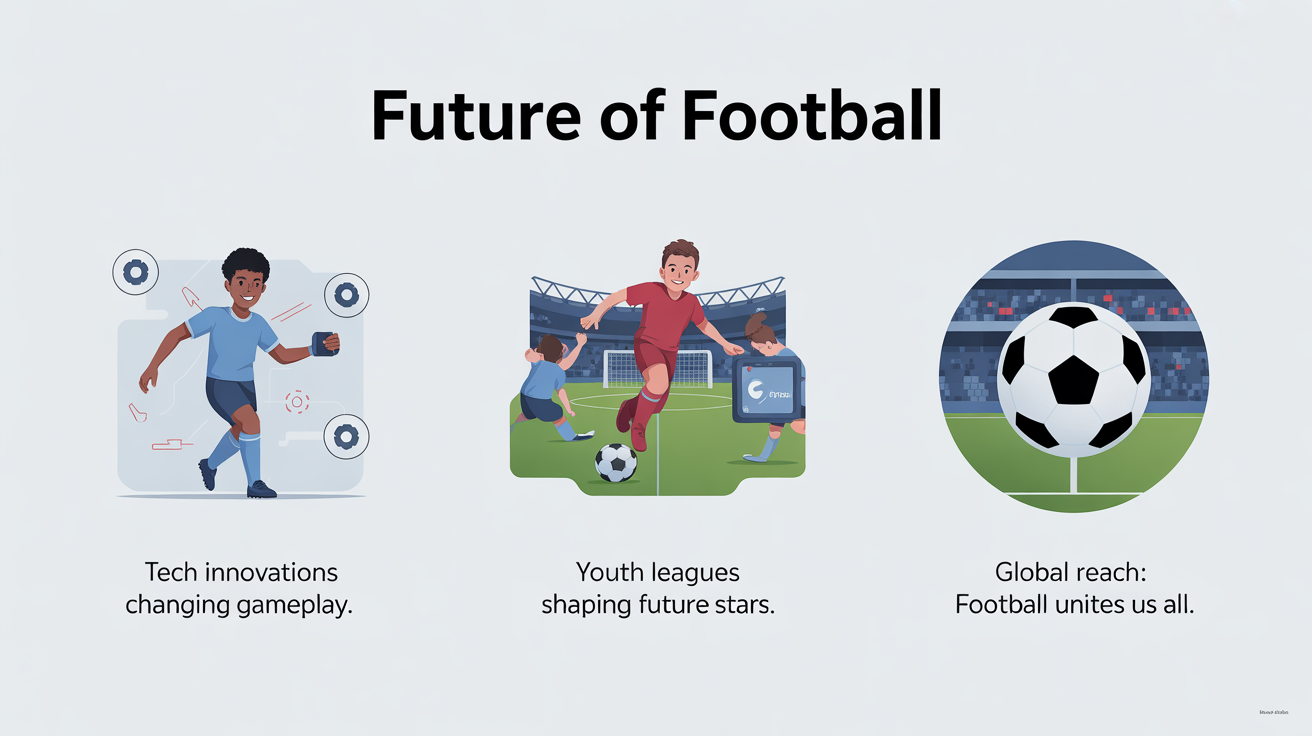 Future of Football
Tech innovations
changing gameplay.
Youth leagues
shaping future stars.
Global reach:
Football unites us all.